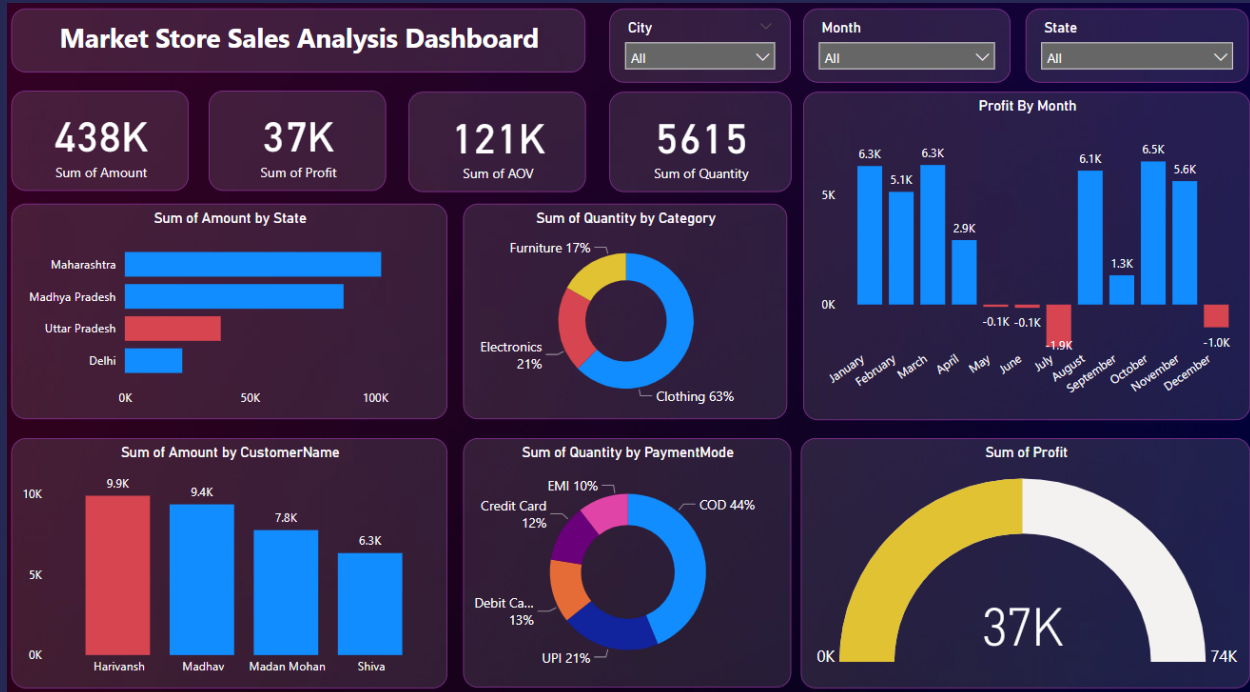 Market Store Sales Analysis Dashboard
City
All
Month
All
State
All
438K
Sum of Amount
37K
Sum of Profit
121K
Sum of AOV
5615
Sum of Quantity
Profit By Month
5K
0K
6.3K
5.1K
6.3K
2.9K
-0.1K
-0.1K
-1.9K
6.1K
1.3K
6.5K
5.6K
-1.0K
January
February
March
April
May
June
July
August
September
October
November
December
Sum of Amount by State
Maharashtra
Madhya Pradesh
Uttar Pradesh
Delhi
0K
50K
100K
Sum of Quantity by Category
Furniture 17%
Electronics
21%
Clothing 63%
Sum of Amount by CustomerName
10K
5K
0K
9.9K
9.4K
7.8K
6.3K
Harivansh
Madhav
Madan Mohan
Shiva
Sum of Quantity by PaymentMode
EMI 10%
Credit Card
12%
Debit Ca...
13%
UPI 21%
COD 44%
Sum of Profit
37K
0K
74K